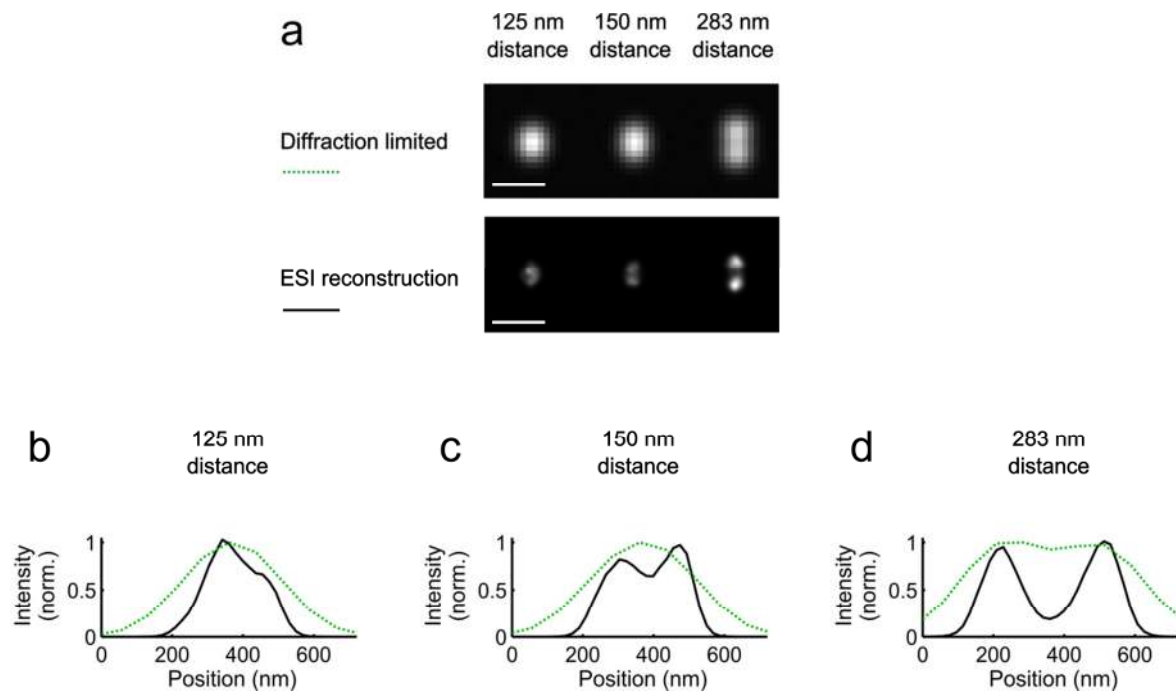 a
125 nm
distance
150 nm
distance
283 nm
distance
Diffraction limited
ESI reconstruction
b
125 nm
distance
Intensity
(norm.)
1
0.5
0
0
200
400
600
Position (nm)
c
150 nm
distance
Intensity
(norm.)
1
0.5
0
0
200
400
600
Position (nm)
d
283 nm
distance
Intensity
(norm.)
1
0.5
0
0
200
400
600
Position (nm)